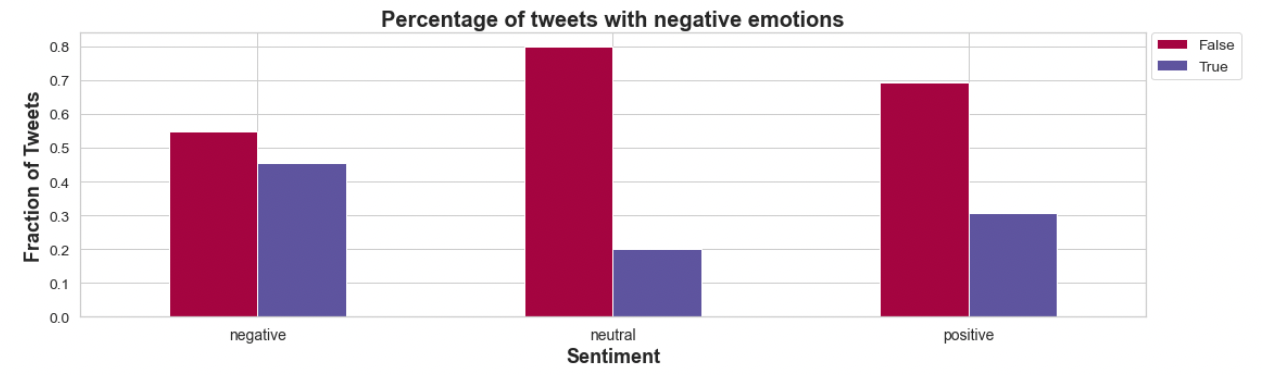 Percentage of tweets with negative emotions
False
True
0.8
0.7
0.6
0.5
0.4
0.3
0.2
0.1
0.0
Fraction of Tweets
negative neutral positive
Sentiment